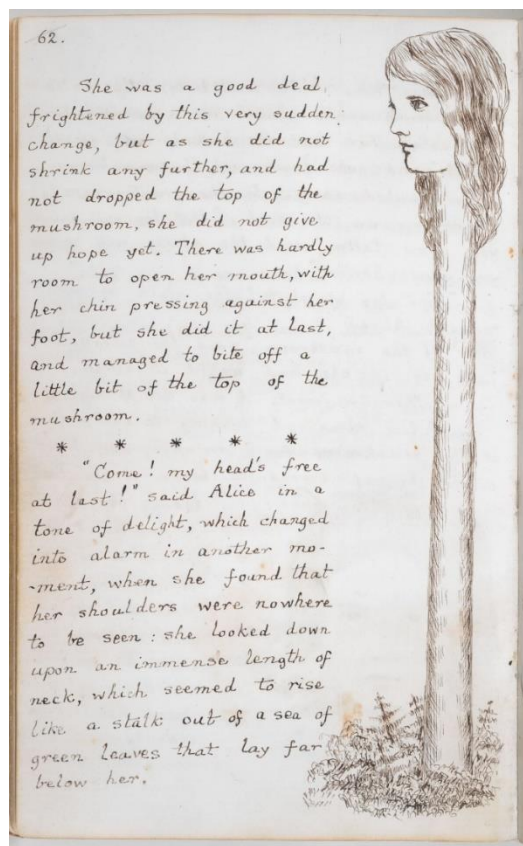 62.
She was a good deal
frightened by this very sudden
change, but as she did not
shrink any further, and had
not dropped the top of the
mushroom, she did not give
up hope yet. There was hardly
room to open her mouth, with
her chin pressing against her
foot, but she did it at last,
and managed to bite off a
little bit of the top of the
mushroom.
* * * * *
"Come! my head's free
at last!" said Alice in a
tone of delight, which changed
into alarm in another mo-
-ment, when she found that
her shoulders were nowhere
to be seen: she looked down
upon an immense length of
neck, which seemed to rise
like a stalk out of a sea of
green leaves that lay far
below her.